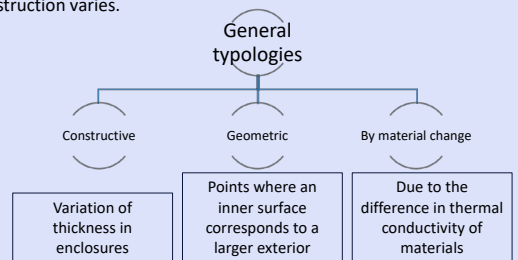 struction varies.
General
typologies
Constructive
Geometric
By material change
Variation of
thickness in
enclosures
Points where an
inner surface
corresponds to a
larger exterior
Due to the
difference in thermal
conductivity of
materials